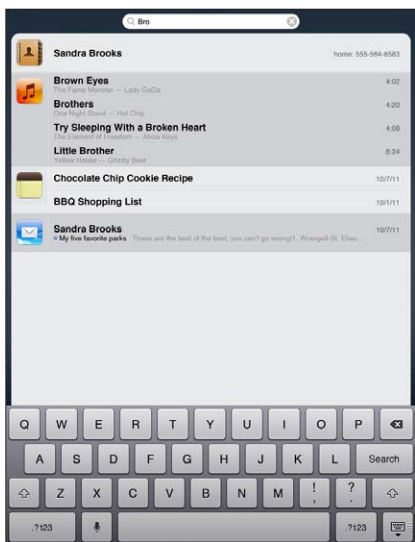 Bro
Sandra Brooks home: 555-564-8583
Brown Eyes 4:02
The Fame Monster — Lady GaGa
Brothers 4:20
One Night Stand — Hot Chip
Try Sleeping With a Broken Heart 4:08
The Element of Freedom — Alicia Keys
Little Brother 6:24
Yellow House — Grizzly Bear
Chocolate Chip Cookie Recipe 10/7/11
BBQ Shopping List 10/1/11
Sandra Brooks 10/7/11
My five favorite parks These are the best of the best, you can't go wrong!1. Wrangell-St. Elias...
Q W E R T Y U I O P
A S D F G H J K L Search
Z X C V B N M ! , ? .
.?123 .?123